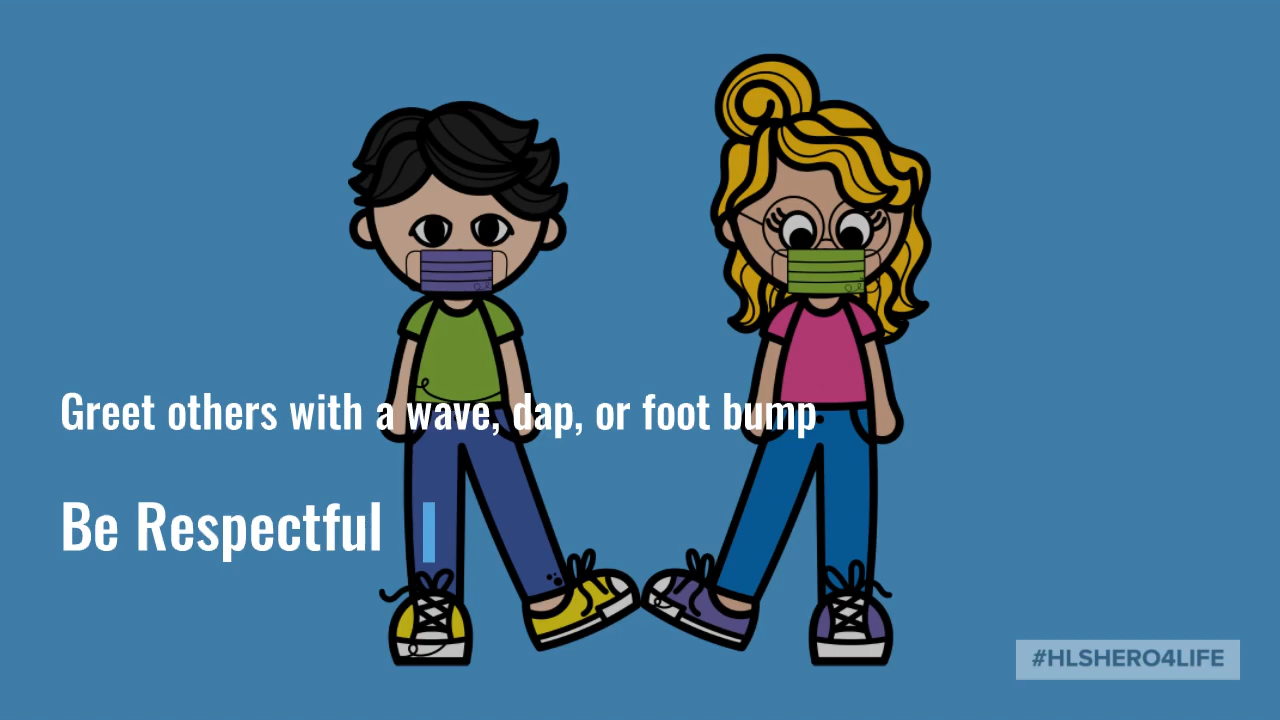 Greet others with a wave, dap, or foot bump
Be Respectful
#HLSHERO4LIFE